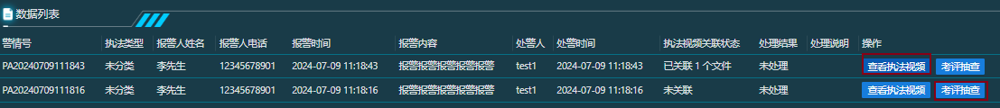 数据列表
警情号 执法类型 报警人姓名 报警人电话 报警时间 报警内容 处警人 处警时间 执法视频关联状态 处理结果 处理说明 操作
PA20240709111843 未分类 李先生 12345678901 2024-07-09 11:18:43 报警报警报警报警报警 test1 2024-07-09 11:18:43 已关联 1 个文件 未处理 查看执法视频 考评抽查
PA20240709111816 未分类 李先生 12345678901 2024-07-09 11:18:16 报警报警报警报警报警 test1 2024-07-09 11:18:16 未关联 未处理 查看执法视频 考评抽查